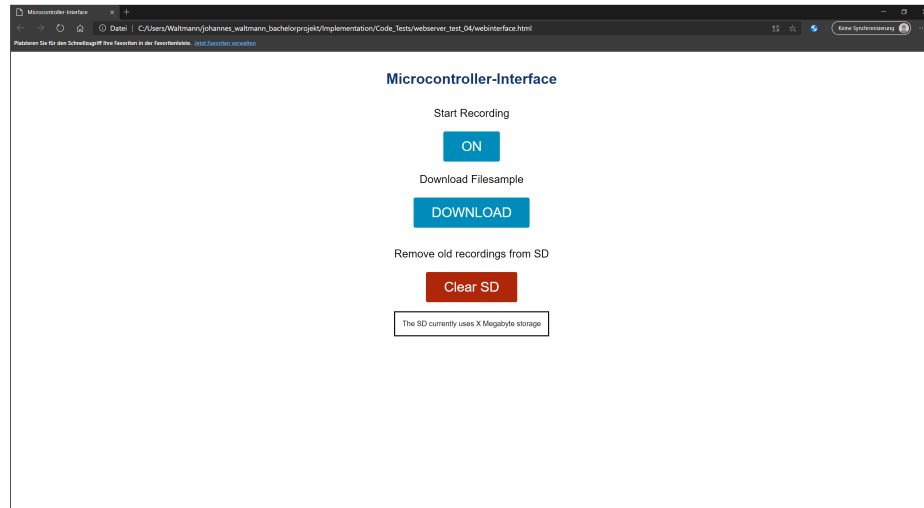 Microcontroller-Interface
Datei | C:/Users/Waltmann/johannes_waltmann_bachelorprojekt/Implementation/Code_Tests/webserver_test_04/webinterface.html
Keine Synchronisierung
Platzieren Sie für den Schnellzugriff Ihre Favoriten in der Favoritenleiste. Jetzt Favoriten verwalten
Microcontroller-Interface
Start Recording
ON
Download Filesample
DOWNLOAD
Remove old recordings from SD
Clear SD
The SD currently uses X Megabyte storage